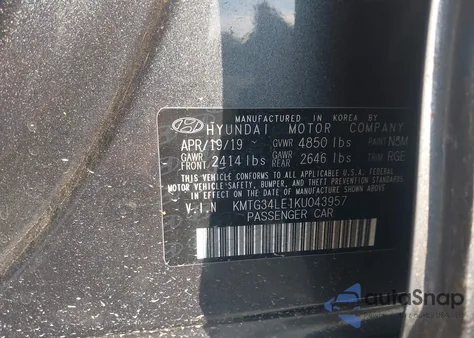 MANUFACTURED IN KOREA BY
HYUNDAI MOTOR COMPANY
APR/19/19 GVWR 4850 lbs PAINT N5M
GAWR FRONT 2414 lbs GAWR REAR 2646 lbs TRIM RGE
THIS VEHICLE CONFORMS TO ALL APPLICABLE U.S. FEDERAL
MOTOR VEHICLE SAFETY, BUMPER, AND THEFT PREVENTION STANDARDS
IN EFFECT ON THE DATE OF MANUFACTURE SHOWN ABOVE.
V.I.N KMTG34LE1KU043957
PASSENGER CAR
autoSnap